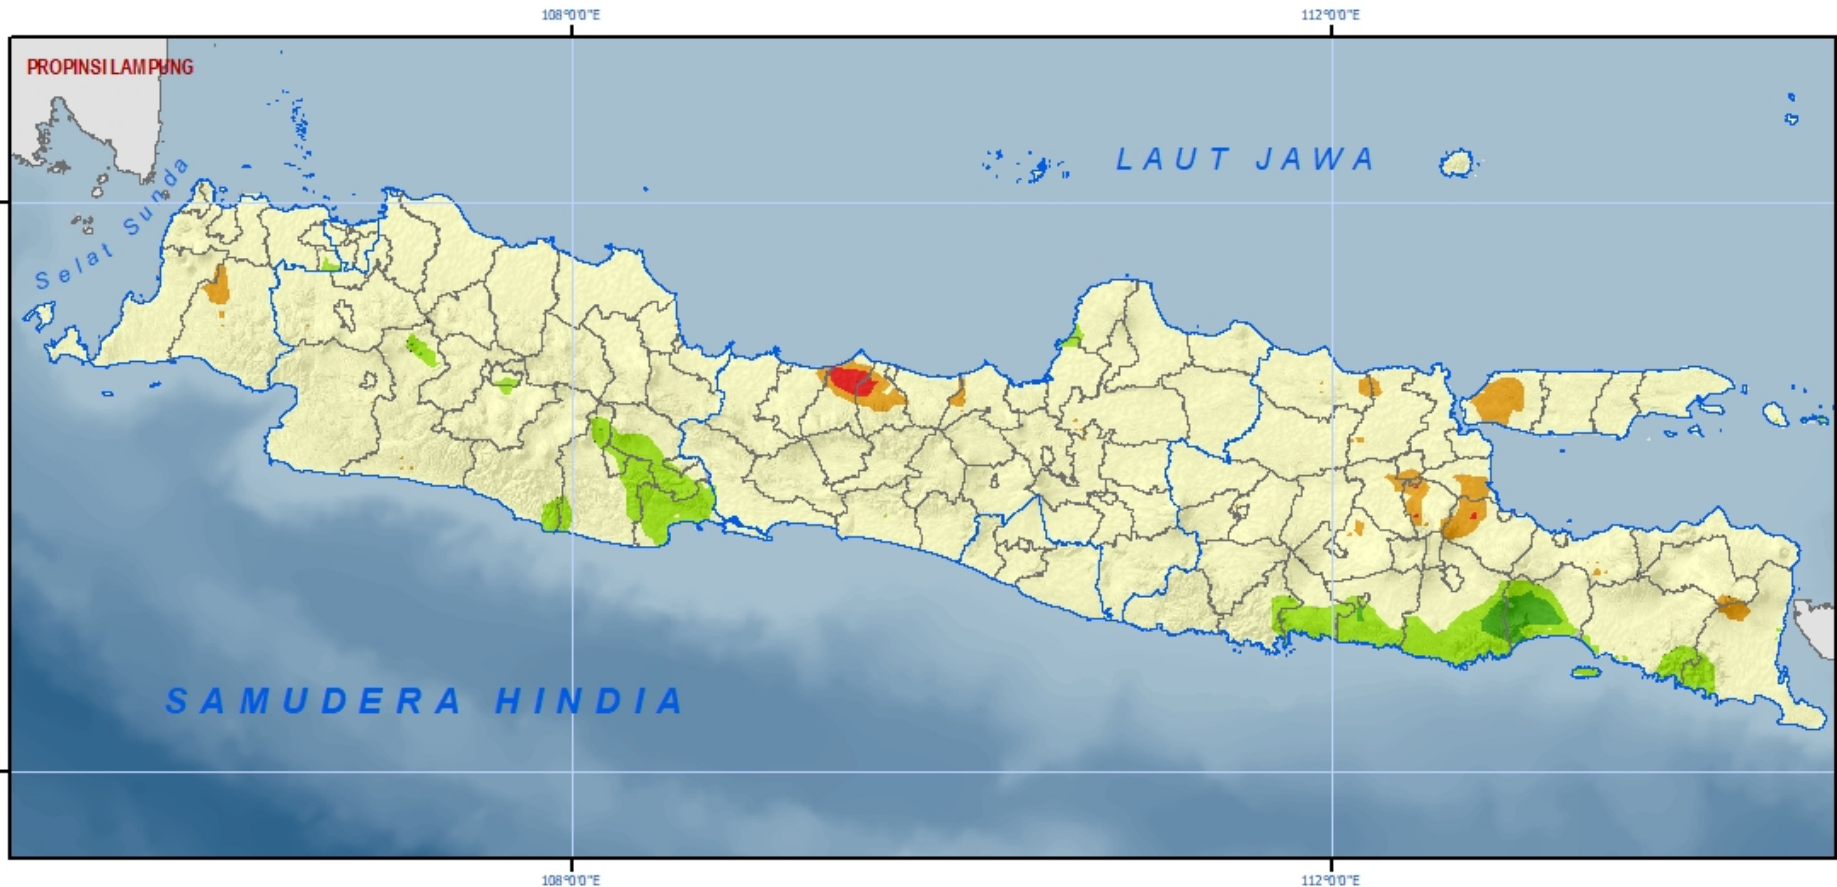 108°0'0"E
112°0'0"E
PROPINSI LAMPUNG
LAUT JAWA
Selat Sunda
SAMUDERA HINDIA
108°0'0"E
112°0'0"E